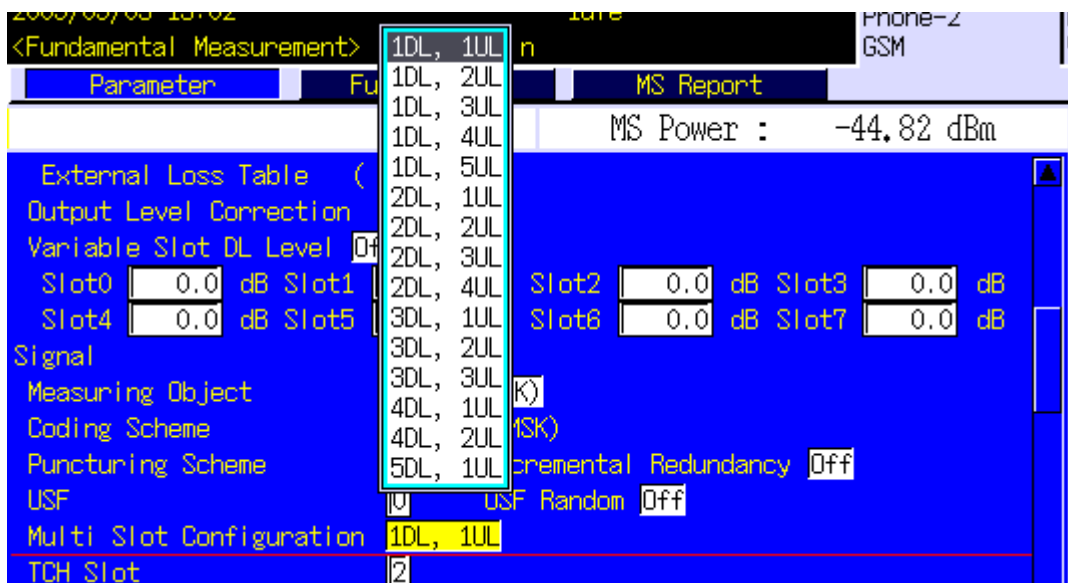 <Fundamental Measurement>
n
Phone-2
GSM
Parameter
Fu
MS Report
MS Power : -44.82 dBm
1DL, 1UL
1DL, 2UL
1DL, 3UL
1DL, 4UL
1DL, 5UL
2DL, 1UL
2DL, 2UL
2DL, 3UL
2DL, 4UL
3DL, 1UL
3DL, 2UL
3DL, 3UL
4DL, 1UL
4DL, 2UL
5DL, 1UL
External Loss Table (
Output Level Correction
Variable Slot DL Level Of
Slot0 0.0 dB Slot1 Slot2 0.0 dB Slot3 0.0 dB
Slot4 0.0 dB Slot5 Slot6 0.0 dB Slot7 0.0 dB
Signal
Measuring Object K)
Coding Scheme MSK)
Puncturing Scheme cremental Redundancy Off
USF 0 USF Random Off
Multi Slot Configuration 1DL, 1UL
TCH Slot 2